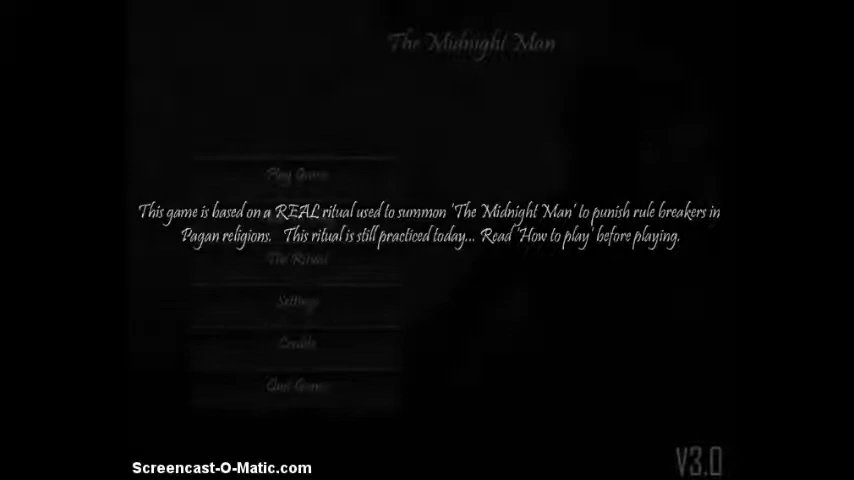 The Midnight Man
Play Game
This game is based on a REAL ritual used to summon 'The Midnight Man' to punish rule breakers in
Pagan religions. This ritual is still practiced today... Read 'How to play' before playing.
The Ritual
Settings
Credits
Quit Game
V3.0
Screencast-O-Matic.com